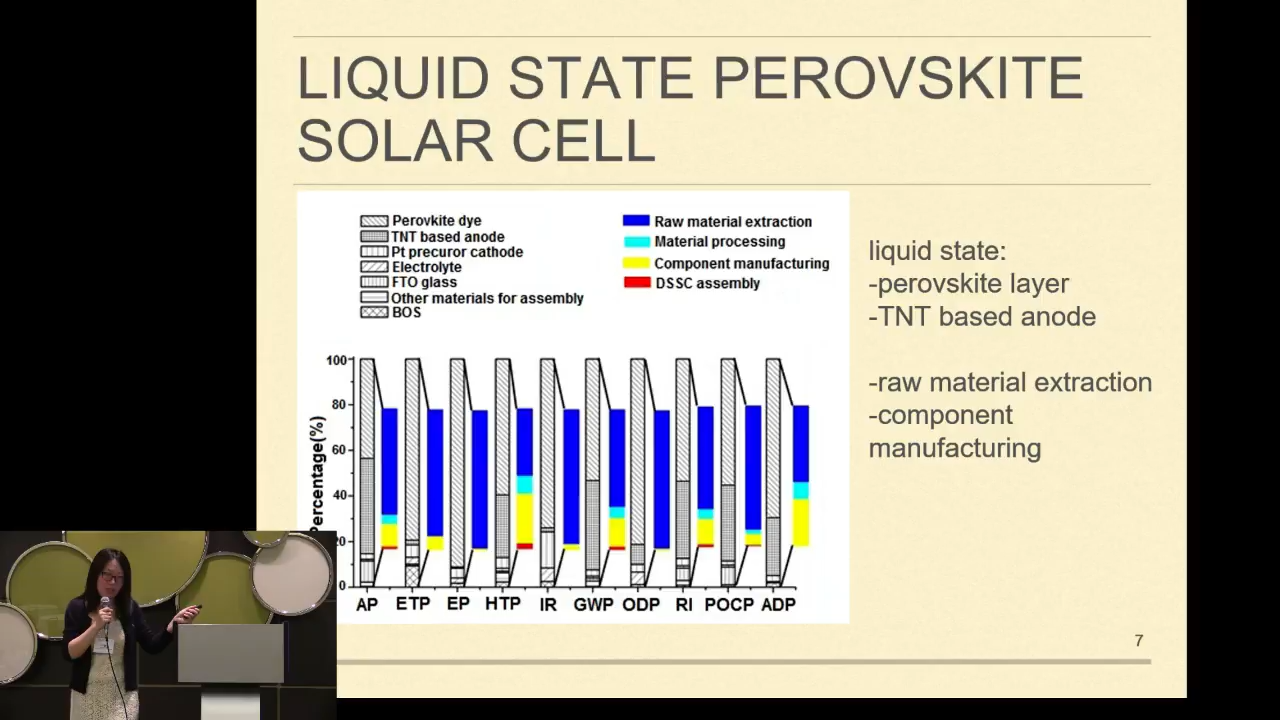 LIQUID STATE PEROVSKITE
SOLAR CELL
Perovkite dye
TNT based anode
Pt precuror cathode
Electrolyte
FTO glass
Other materials for assembly
BOS
Raw material extraction
Material processing
Component manufacturing
DSSC assembly
Percentage(%)
100
80
60
40
20
0
AP ETP EP HTP IR GWP ODP RI POCP ADP
liquid state:
-perovskite layer
-TNT based anode
-raw material extraction
-component
manufacturing
7